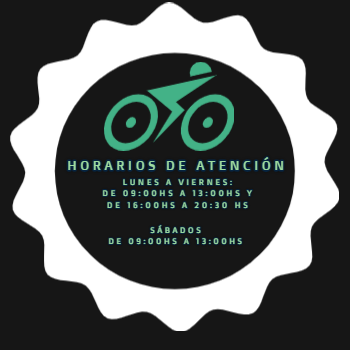 HORARIOS DE ATENCIÓN
LUNES A VIERNES:
DE 09:00HS A 13:00HS Y
DE 16:00HS A 20:30 HS
SÁBADOS
DE 09:00HS A 13:00HS